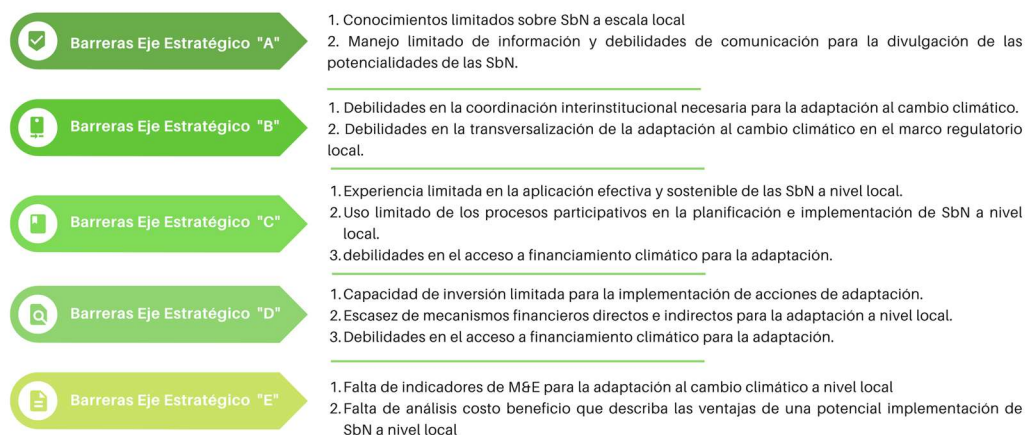 Barreras Eje Estratégico "A"
1. Conocimientos limitados sobre SbN a escala local
2. Manejo limitado de información y debilidades de comunicación para la divulgación de las
potencialidades de las SbN.
Barreras Eje Estratégico "B"
1. Debilidades en la coordinación interinstitucional necesaria para la adaptación al cambio climático.
2. Debilidades en la transversalización de la adaptación al cambio climático en el marco regulatorio
local.
Barreras Eje Estratégico "C"
1. Experiencia limitada en la aplicación efectiva y sostenible de las SbN a nivel local.
2. Uso limitado de los procesos participativos en la planificación e implementación de SbN a nivel
local.
3. debilidades en el acceso a financiamiento climático para la adaptación.
Barreras Eje Estratégico "D"
1. Capacidad de inversión limitada para la implementación de acciones de adaptación.
2. Escasez de mecanismos financieros directos e indirectos para la adaptación a nivel local.
3. Debilidades en el acceso a financiamiento climático para la adaptación.
Barreras Eje Estratégico "E"
1. Falta de indicadores de M&E para la adaptación al cambio climático a nivel local
2. Falta de análisis costo beneficio que describa las ventajas de una potencial implementación de
SbN a nivel local